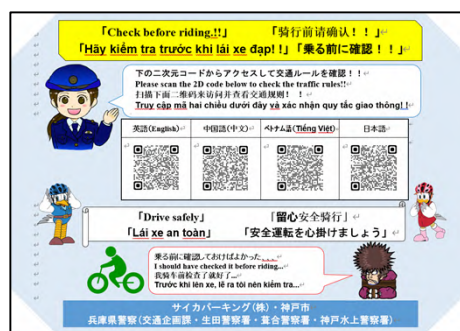 「Check before riding.!!」 「骑行前请确认！！」
「Hãy kiểm tra trước khi lái xe đạp!!」 「乗る前に確認！！」
下の二次元コードからアクセスして交通ルールを確認！！
Please scan the 2D code below to check the traffic rules!!
扫描下面二维码来访问并查看交通规则！！
Truy cập mã hai chiều dưới đây và xác nhận quy tắc giao thông!!
英語(English) 中国語(中文) ベトナム語(Tiếng Việt) 日本語
「Drive safely」 「留心安全骑行」
「Lái xe an toàn」 「安全運転を心掛けましょう」
乗る前に確認しておけばよかった……
I should have checked it before riding...
我骑车前检查了就好了...
Trước khi lên xe, lẽ ra tôi nên kiểm tra...
サイカパーキング(株)・神戸市
兵庫県警察(交通企画課・生田警察署・葺合警察署・神戸水上警察署)